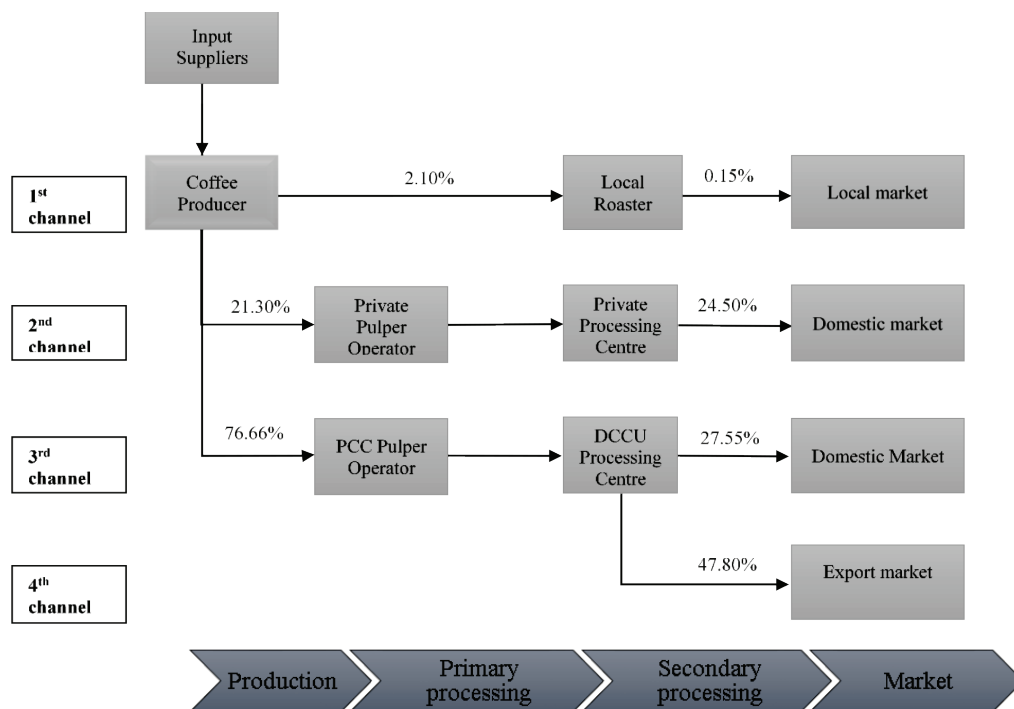 Input
Suppliers
1st
channel
Coffee
Producer
2.10%
Local
Roaster
0.15%
Local market
2nd
channel
21.30%
Private
Pulper
Operator
Private
Processing
Centre
24.50%
Domestic market
3rd
channel
76.66%
PCC Pulper
Operator
DCCU
Processing
Centre
27.55%
Domestic Market
4th
channel
47.80%
Export market
Production
Primary
processing
Secondary
processing
Market